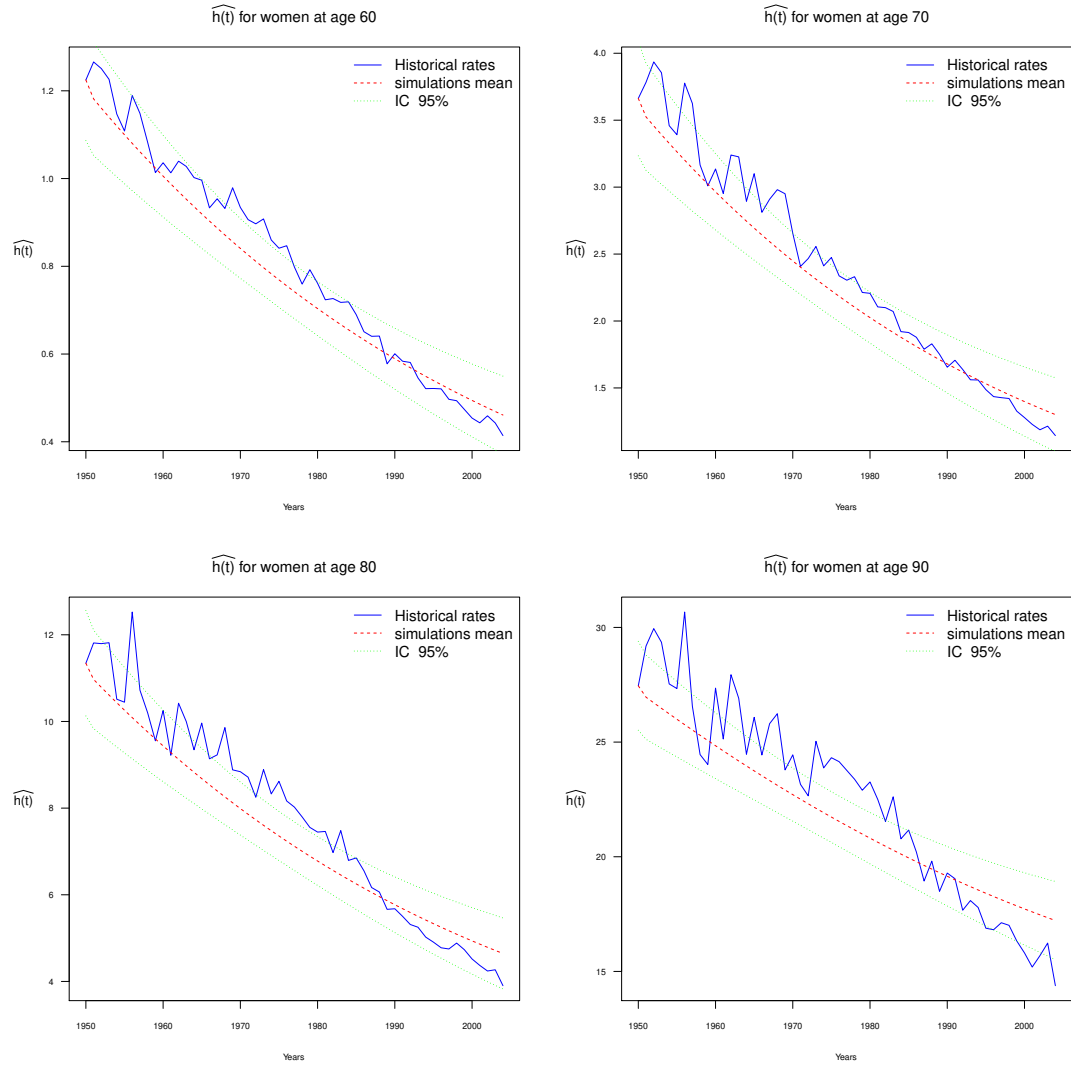 h(t) for women at age 60
Historical rates
simulations mean
IC 95%
1.2
1.0
0.8
0.6
0.4
h(t)
1950 1960 1970 1980 1990 2000
Years
h(t) for women at age 70
Historical rates
simulations mean
IC 95%
4.0
3.5
3.0
2.5
2.0
1.5
h(t)
1950 1960 1970 1980 1990 2000
Years
h(t) for women at age 80
Historical rates
simulations mean
IC 95%
12
10
8
6
4
h(t)
1950 1960 1970 1980 1990 2000
Years
h(t) for women at age 90
Historical rates
simulations mean
IC 95%
30
25
20
15
h(t)
1950 1960 1970 1980 1990 2000
Years